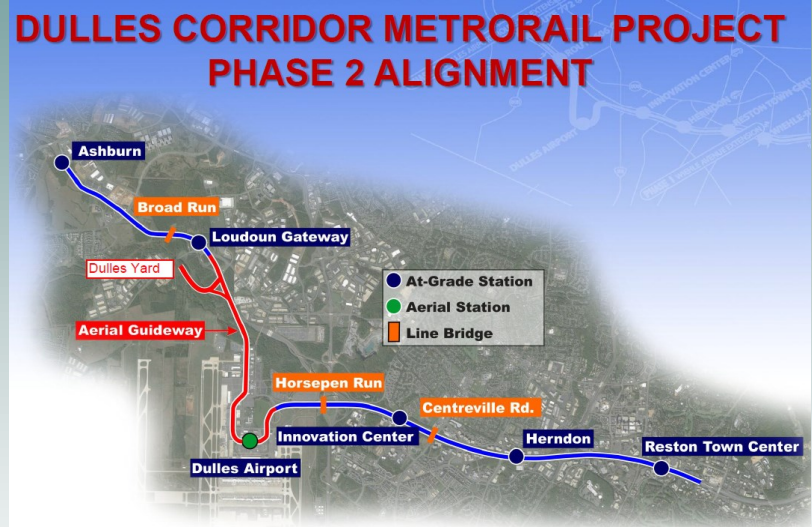 DULLES CORRIDOR METRORAIL PROJECT
PHASE 2 ALIGNMENT
Ashburn
Broad Run
Loudoun Gateway
Dulles Yard
At-Grade Station
Aerial Station
Line Bridge
Aerial Guideway
Horsepen Run
Centreville Rd.
Innovation Center
Herndon
Reston Town Center
Dulles Airport